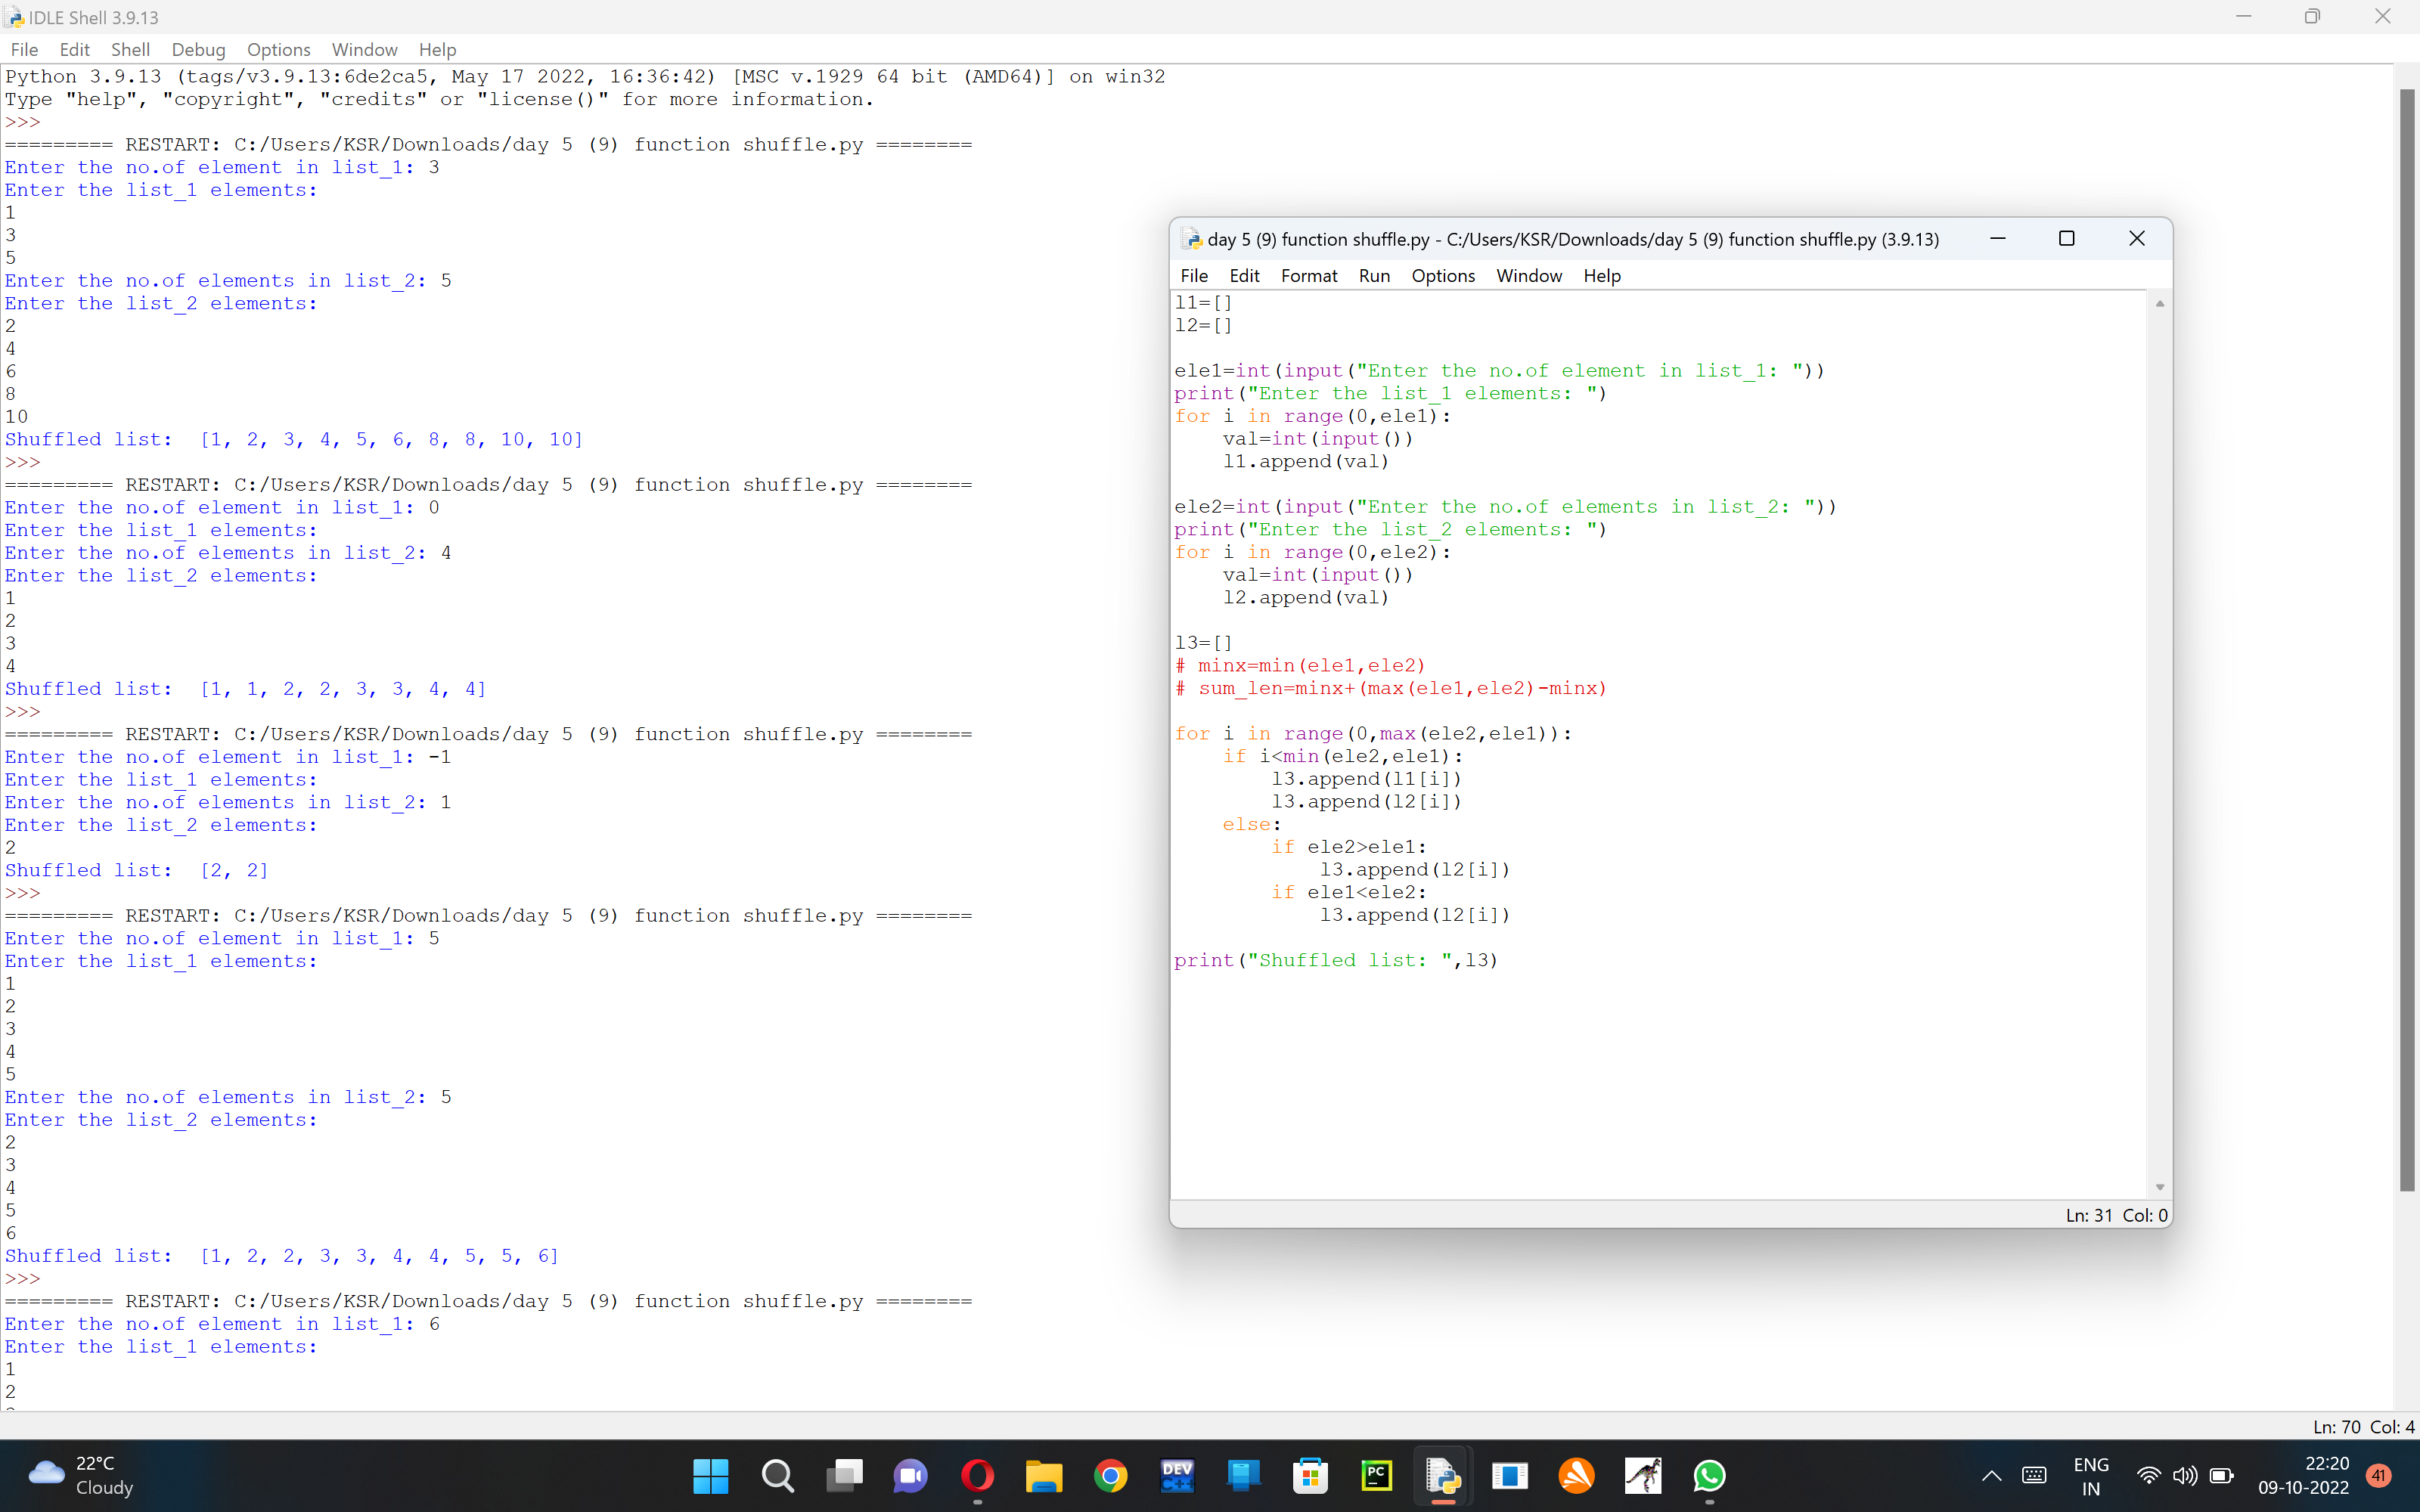 IDLE Shell 3.9.13
File Edit Shell Debug Options Window Help
Python 3.9.13 (tags/v3.9.13:6de2ca5, May 17 2022, 16:36:42) [MSC v.1929 64 bit (AMD64)] on win32
Type "help", "copyright", "credits" or "license()" for more information.
>>>
========= RESTART: C:/Users/KSR/Downloads/day 5 (9) function shuffle.py ========
Enter the no.of element in list_1: 3
Enter the list_1 elements:
1
3
5
Enter the no.of elements in list_2: 5
Enter the list_2 elements:
2
4
6
8
10
Shuffled list:  [1, 2, 3, 4, 5, 6, 8, 8, 10, 10]
>>>
========= RESTART: C:/Users/KSR/Downloads/day 5 (9) function shuffle.py ========
Enter the no.of element in list_1: 0
Enter the list_1 elements:
Enter the no.of elements in list_2: 4
Enter the list_2 elements:
1
2
3
4
Shuffled list:  [1, 1, 2, 2, 3, 3, 4, 4]
>>>
========= RESTART: C:/Users/KSR/Downloads/day 5 (9) function shuffle.py ========
Enter the no.of element in list_1: -1
Enter the list_1 elements:
Enter the no.of elements in list_2: 1
Enter the list_2 elements:
2
Shuffled list:  [2, 2]
>>>
========= RESTART: C:/Users/KSR/Downloads/day 5 (9) function shuffle.py ========
Enter the no.of element in list_1: 5
Enter the list_1 elements:
1
2
3
4
5
Enter the no.of elements in list_2: 5
Enter the list_2 elements:
2
3
4
5
6
Shuffled list:  [1, 2, 2, 3, 3, 4, 4, 5, 5, 6]
>>>
========= RESTART: C:/Users/KSR/Downloads/day 5 (9) function shuffle.py ========
Enter the no.of element in list_1: 6
Enter the list_1 elements:
1
2
Ln: 70 Col: 4
day 5 (9) function shuffle.py - C:/Users/KSR/Downloads/day 5 (9) function shuffle.py (3.9.13)
File Edit Format Run Options Window Help
l1=[]
l2=[]
ele1=int(input("Enter the no.of element in list_1: "))
print("Enter the list_1 elements: ")
for i in range(0,ele1):
    val=int(input())
    l1.append(val)
ele2=int(input("Enter the no.of elements in list_2: "))
print("Enter the list_2 elements: ")
for i in range(0,ele2):
    val=int(input())
    l2.append(val)
l3=[]
# minx=min(ele1,ele2)
# sum_len=minx+(max(ele1,ele2)-minx)
for i in range(0,max(ele2,ele1)):
    if i<min(ele2,ele1):
        l3.append(l1[i])
        l3.append(l2[i])
    else:
        if ele2>ele1:
            l3.append(l2[i])
        if ele1<ele2:
            l3.append(l2[i])
print("Shuffled list: ",l3)
Ln: 31 Col: 0
22°C
Cloudy
DEV
C++
PC
ENG
IN
22:20
09-10-2022
41